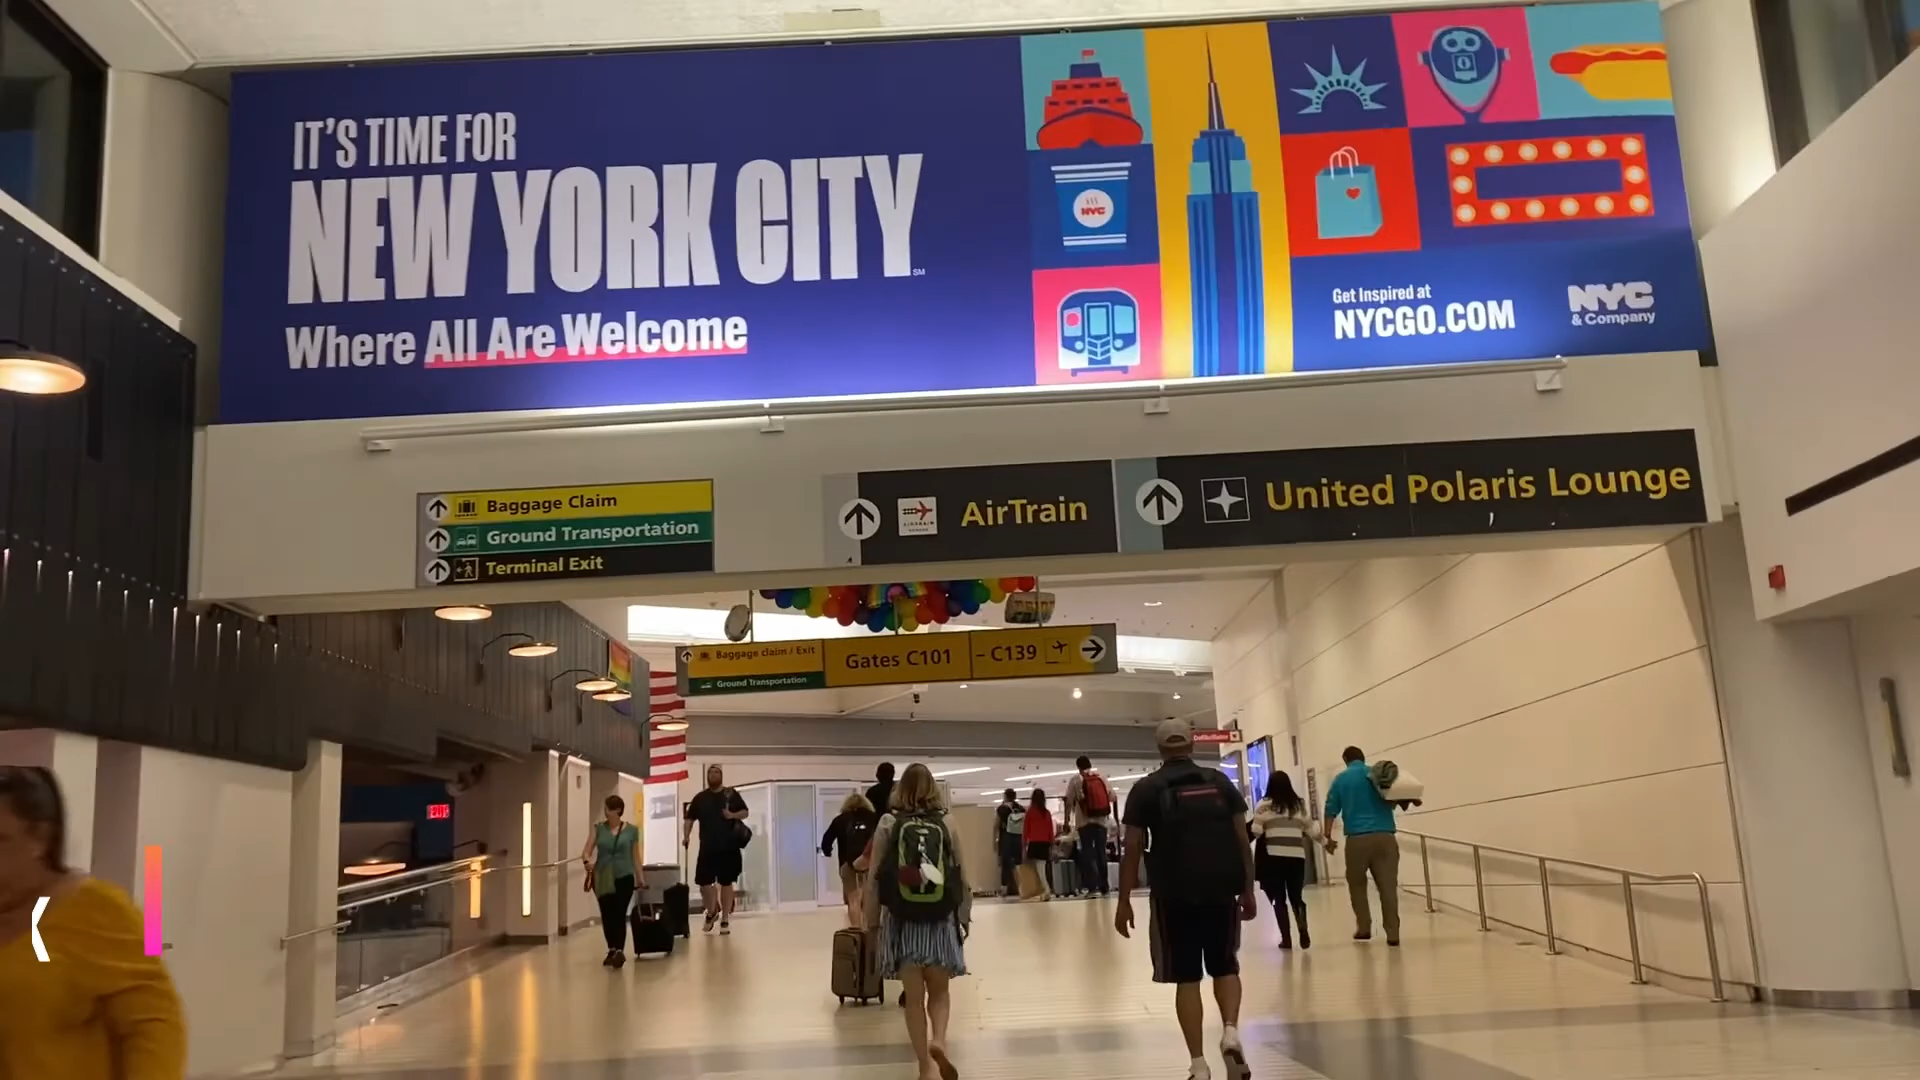 IT'S TIME FOR
NEW YORK CITY
SM
Where All Are Welcome
NYC
Get Inspired at
NYCGO.COM
NYC
& Company
Baggage Claim
Ground Transportation
Terminal Exit
AirTrain
United Polaris Lounge
Baggage claim / Exit
Ground Transportation
Gates C101 - C139
Defibrillator
EXIT